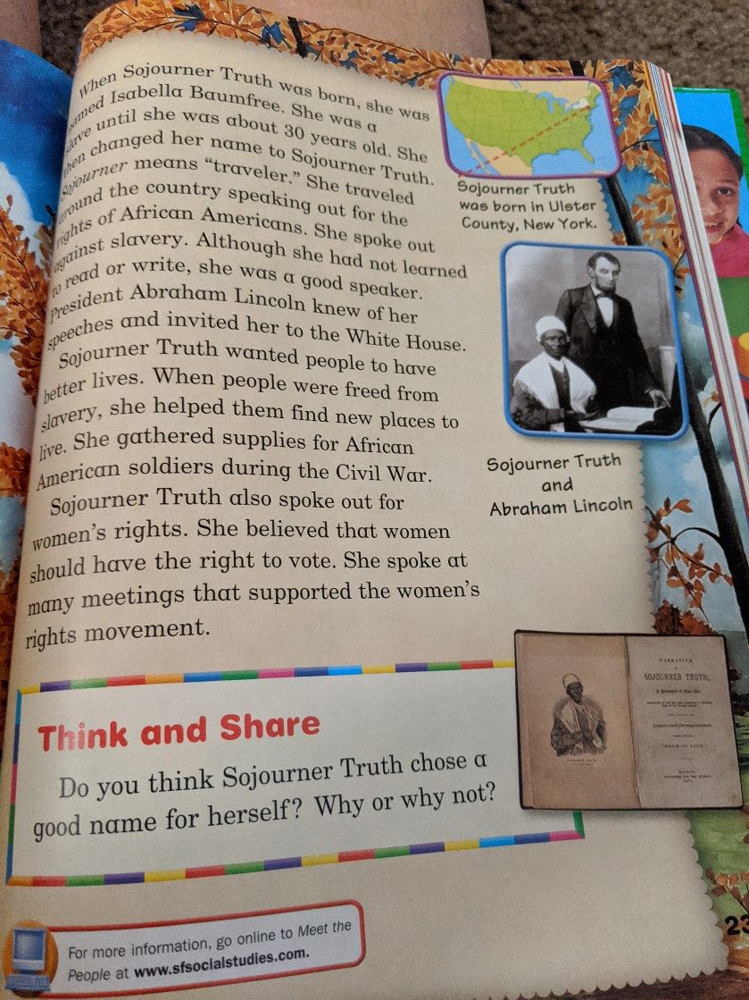 When Sojourner Truth was born, she was
named Isabella Baumfree. She was a
slave until she was about 30 years old. She
then changed her name to Sojourner Truth.
Sojourner means “traveler.” She traveled
around the country speaking out for the
rights of African Americans. She spoke out
against slavery. Although she had not learned
to read or write, she was a good speaker.
President Abraham Lincoln knew of her
speeches and invited her to the White House.
Sojourner Truth wanted people to have
better lives. When people were freed from
slavery, she helped them find new places to
live. She gathered supplies for African
American soldiers during the Civil War.
Sojourner Truth also spoke out for
women’s rights. She believed that women
should have the right to vote. She spoke at
many meetings that supported the women’s
rights movement.
Sojourner Truth
was born in Ulster
County, New York.
Sojourner Truth
and
Abraham Lincoln
NARRATIVE
SOJOURNER TRUTH;
Think and Share
Do you think Sojourner Truth chose a
good name for herself? Why or why not?
For more information, go online to Meet the
People at www.sfsocialstudies.com.